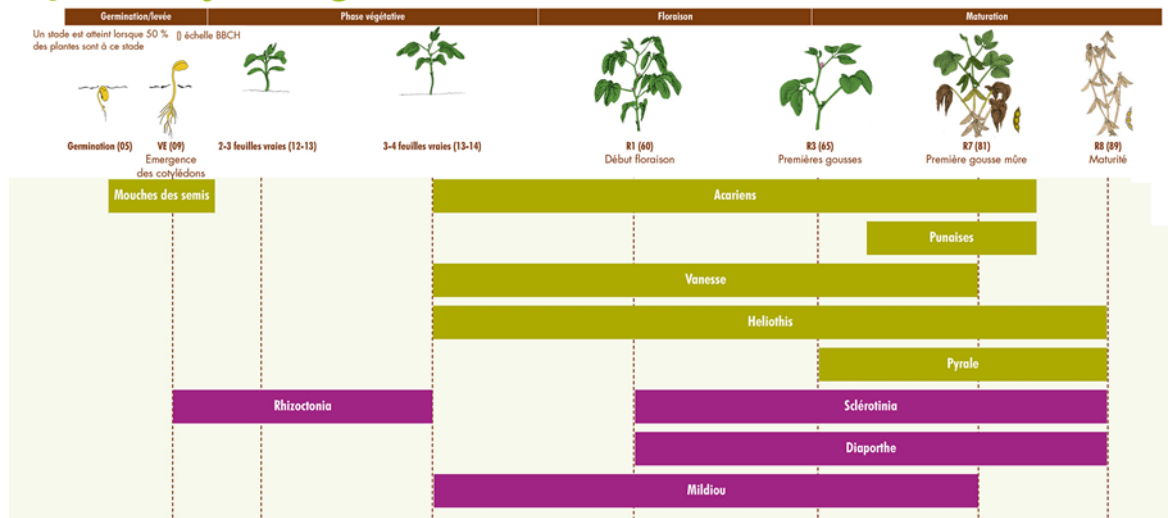 Germination/levée
Phase végétative
Floraison
Maturation
Un stade est atteint lorsque 50 %
des plantes sont à ce stade
() échelle BBCH
Germination (05)
VE (09)
Emergence
des cotylédons
2-3 feuilles vraies (12-13)
3-4 feuilles vraies (13-14)
R1 (60)
Début floraison
R3 (65)
Premières gousses
R7 (81)
Première gousse mûre
R8 (89)
Maturité
Mouches des semis
Acariens
Punaises
Vanesse
Heliothis
Pyrale
Rhizoctonia
Sclérotinia
Diaporthe
Mildiou